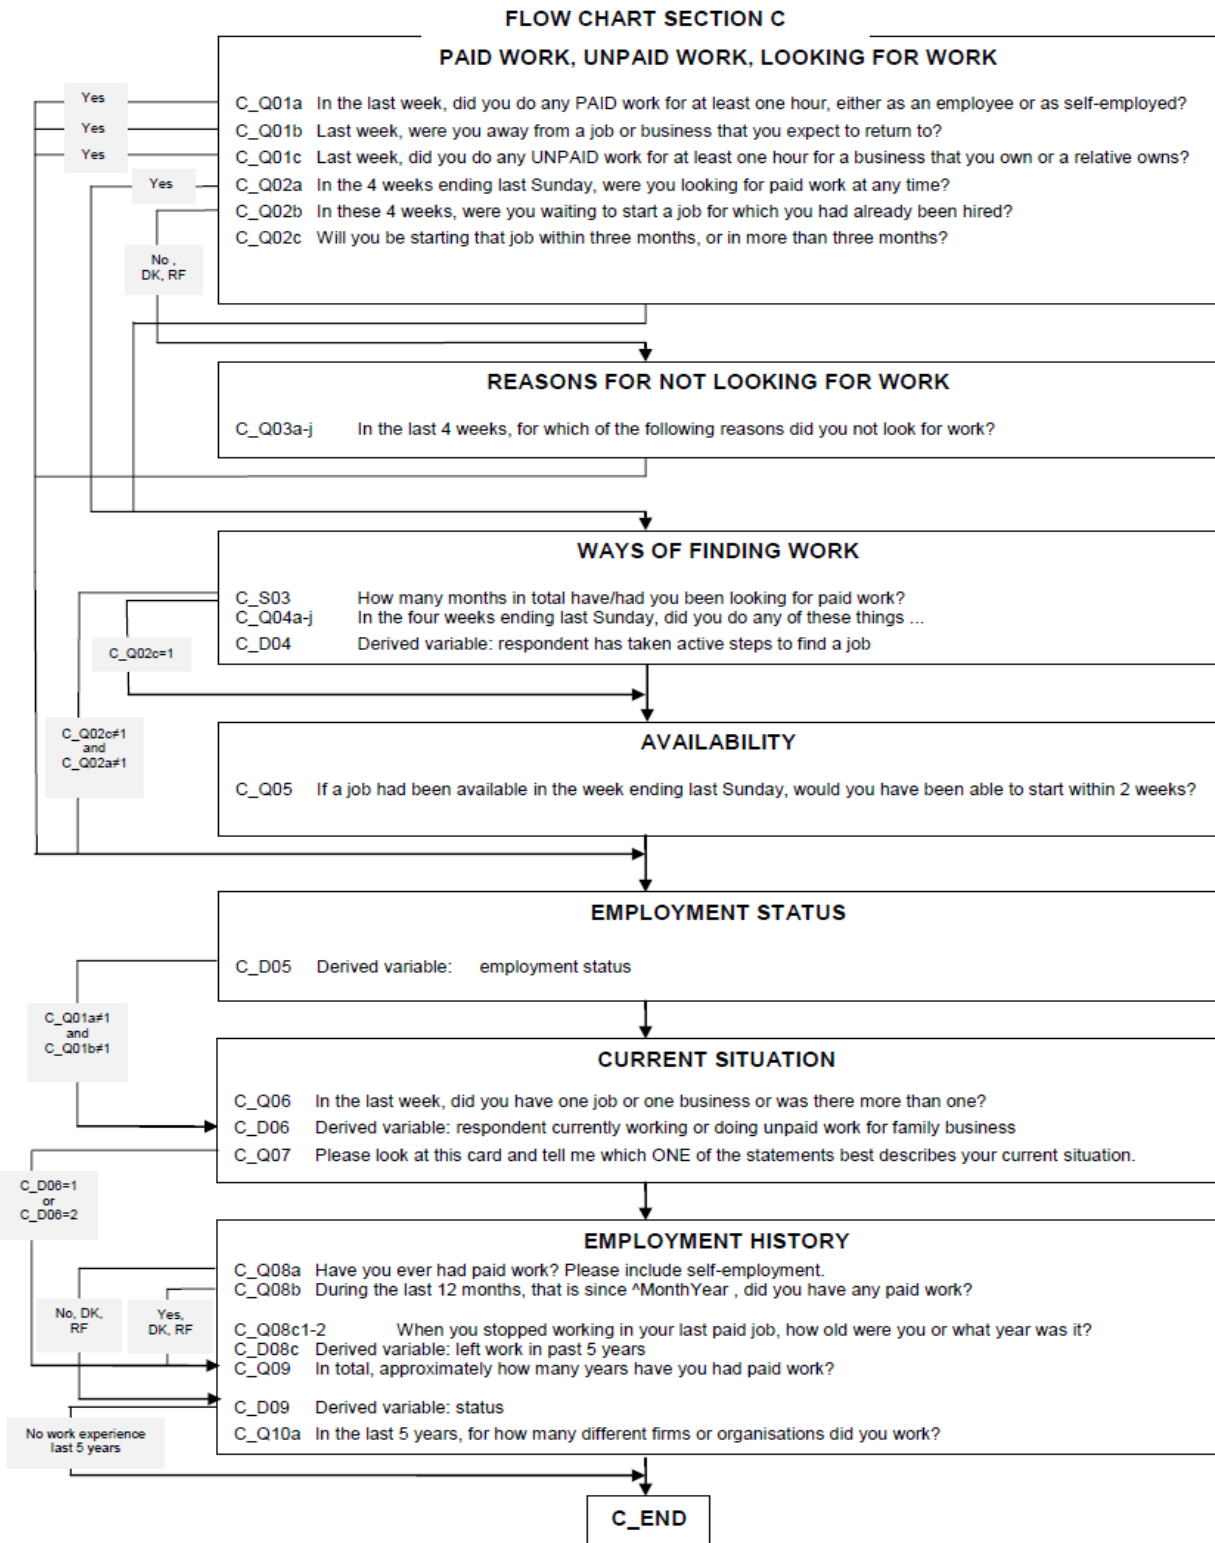 FLOW CHART SECTION C
PAID WORK, UNPAID WORK, LOOKING FOR WORK
Yes
C_Q01a In the last week, did you do any PAID work for at least one hour, either as an employee or as self-employed?
Yes
C_Q01b Last week, were you away from a job or business that you expect to return to?
Yes
C_Q01c Last week, did you do any UNPAID work for at least one hour for a business that you own or a relative owns?
Yes
C_Q02a In the 4 weeks ending last Sunday, were you looking for paid work at any time?
C_Q02b In these 4 weeks, were you waiting to start a job for which you had already been hired?
C_Q02c Will you be starting that job within three months, or in more than three months?
No ,
DK, RF
REASONS FOR NOT LOOKING FOR WORK
C_Q03a-j In the last 4 weeks, for which of the following reasons did you not look for work?
WAYS OF FINDING WORK
C_S03 How many months in total have/had you been looking for paid work?
C_Q04a-j In the four weeks ending last Sunday, did you do any of these things ...
C_D04 Derived variable: respondent has taken active steps to find a job
C_Q02c=1
C_Q02c≠1
and
C_Q02a≠1
AVAILABILITY
C_Q05 If a job had been available in the week ending last Sunday, would you have been able to start within 2 weeks?
EMPLOYMENT STATUS
C_D05 Derived variable: employment status
C_Q01a≠1
and
C_Q01b≠1
CURRENT SITUATION
C_Q06 In the last week, did you have one job or one business or was there more than one?
C_D06 Derived variable: respondent currently working or doing unpaid work for family business
C_Q07 Please look at this card and tell me which ONE of the statements best describes your current situation.
C_D06=1
or
C_D06=2
EMPLOYMENT HISTORY
C_Q08a Have you ever had paid work? Please include self-employment.
C_Q08b During the last 12 months, that is since ^MonthYear , did you have any paid work?
No, DK,
RF
Yes,
DK, RF
C_Q08c1-2 When you stopped working in your last paid job, how old were you or what year was it?
C_D08c Derived variable: left work in past 5 years
C_Q09 In total, approximately how many years have you had paid work?
C_D09 Derived variable: status
C_Q10a In the last 5 years, for how many different firms or organisations did you work?
No work experience
last 5 years
C_END